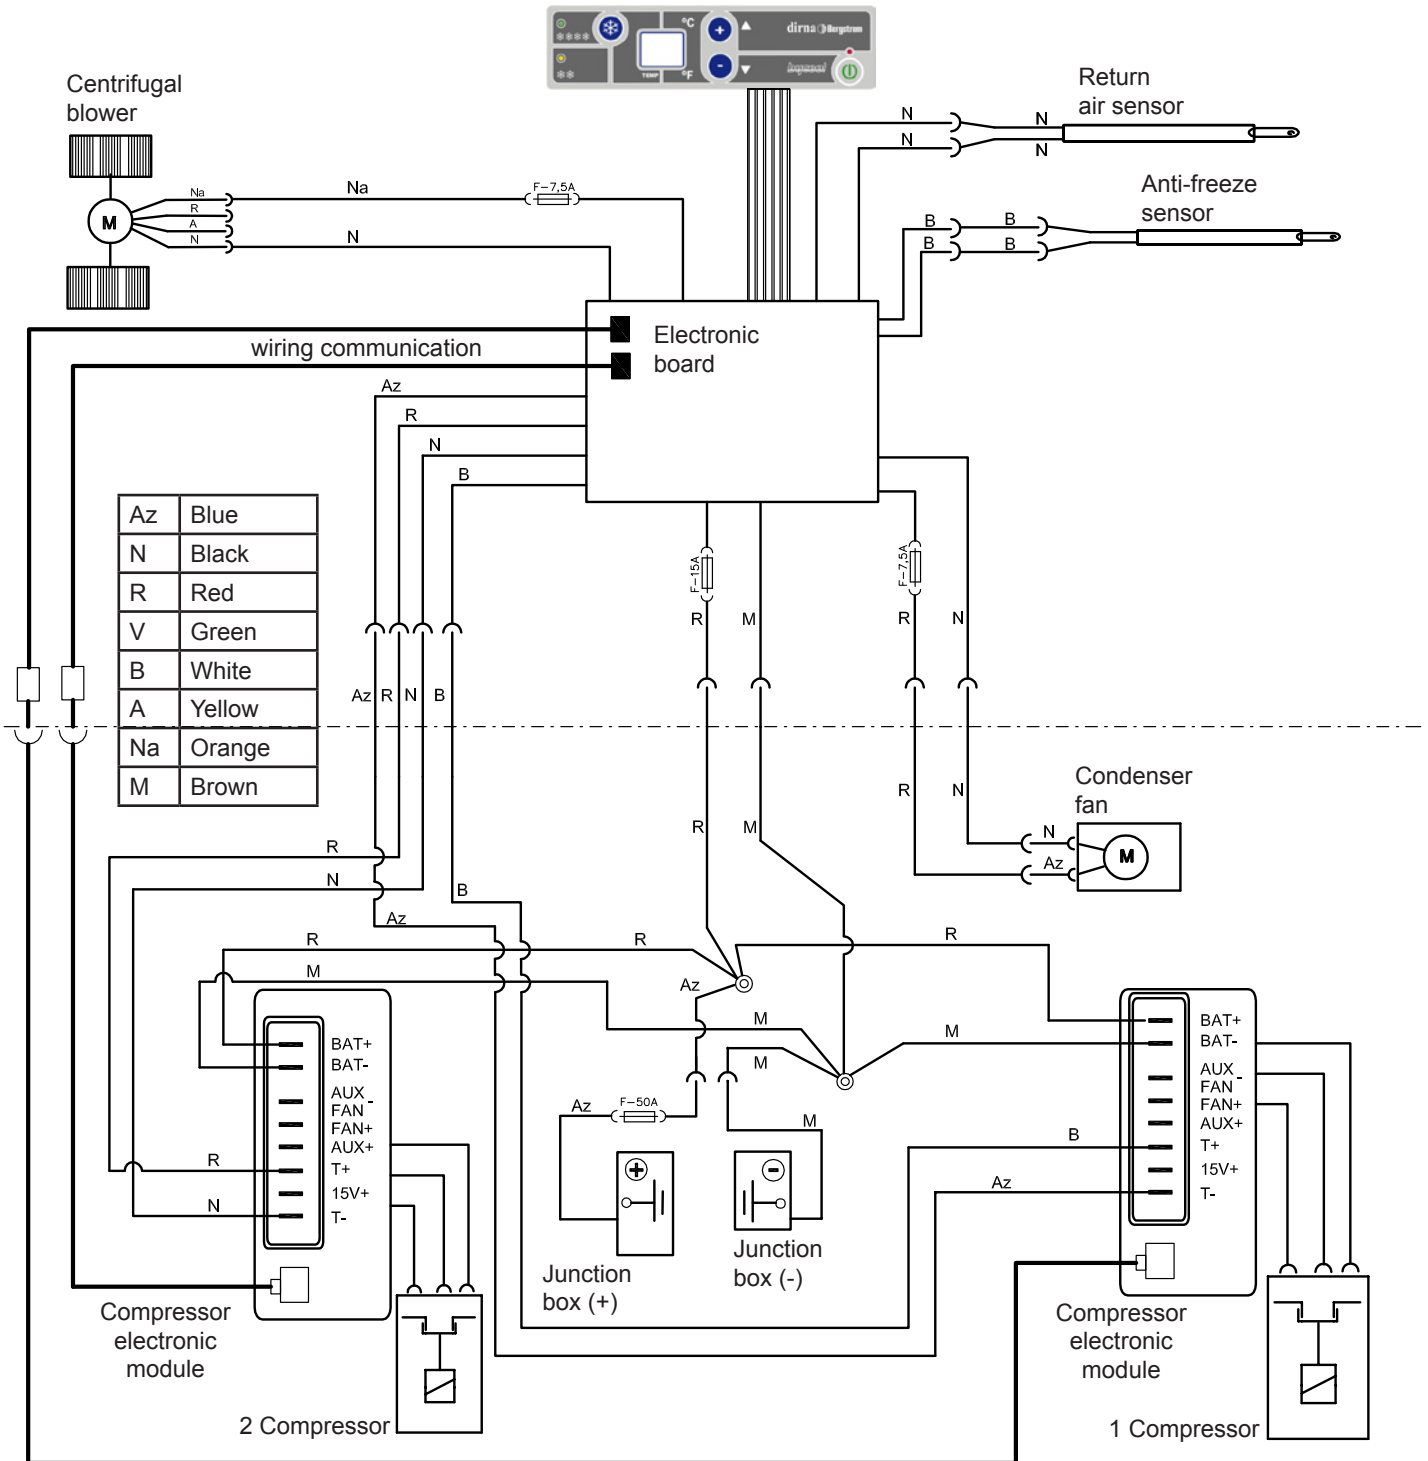 °C
dirna Bergstrom
TEMP
°F
+
-
Centrifugal
blower
Return
air sensor
Anti-freeze
sensor
M
Na
R
A
N
Na
F-7,5A
N
N
N
N
N
B
B
B
B
wiring communication
Electronic
board
Az
R
N
B
Az Blue
N Black
R Red
V Green
B White
A Yellow
Na Orange
M Brown
F-15A
F-7,5A
R
M
R
N
Az
R
N
B
R
M
R
N
Condenser
fan
N
Az
M
R
N
B
Az
R
R
R
M
Az
M
M
M
BAT+
BAT-
AUX
FAN -
FAN+
AUX+
T+
15V+
T-
R
N
Az
F-50A
M
+
-
Junction
box (+)
Junction
box (-)
B
Az
BAT+
BAT-
AUX
FAN -
FAN+
AUX+
T+
15V+
T-
Compressor
electronic
module
2 Compressor
Compressor
electronic
module
1 Compressor